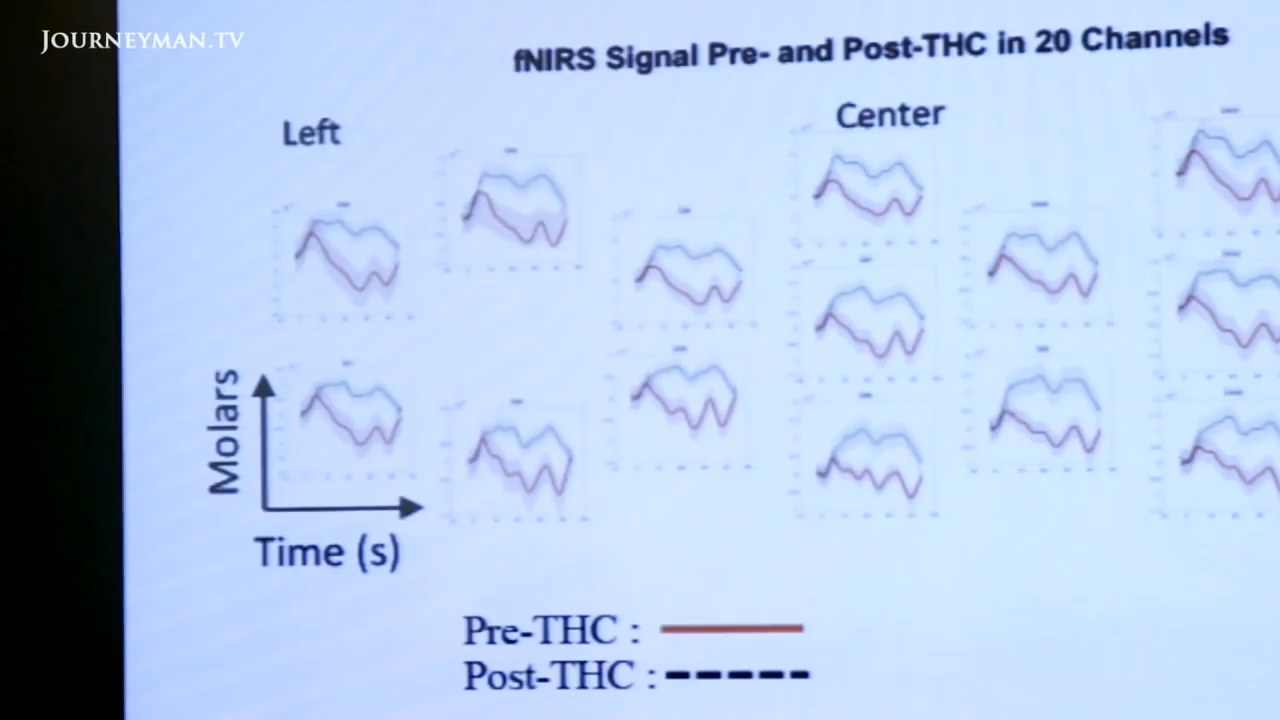 JOURNEYMAN.TV
fNIRS Signal Pre- and Post-THC in 20 Channels
Left
Center
Molars
Time (s)
Pre-THC :
Post-THC :